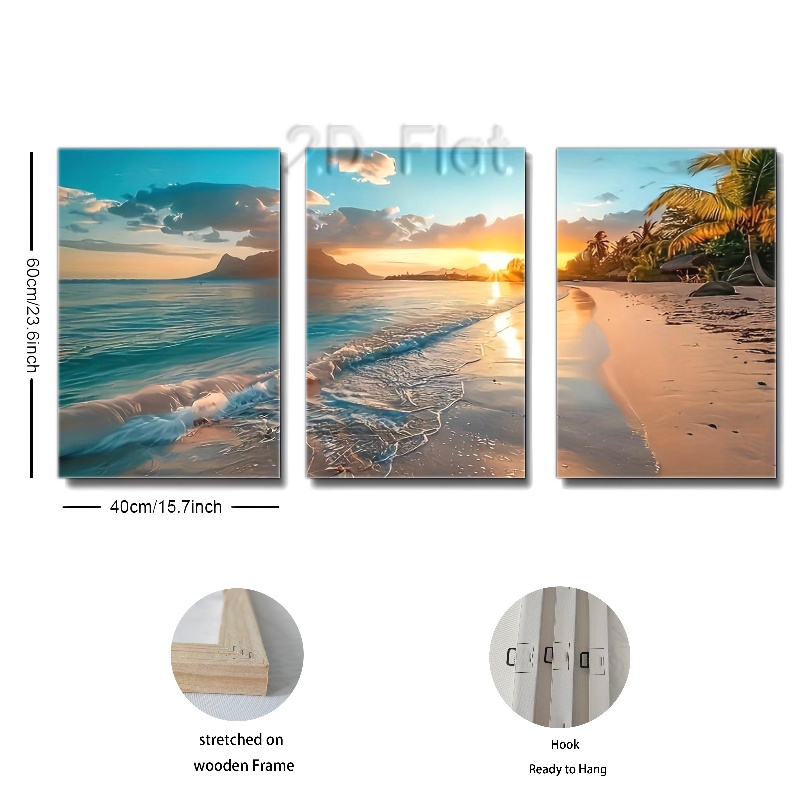 2D Flat
60cm/23.6inch
40cm/15.7inch
stretched on
wooden Frame
Hook
Ready to Hang